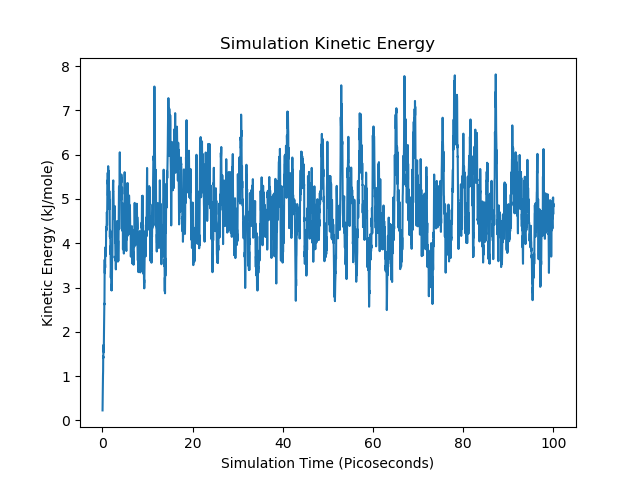 Simulation Kinetic Energy
Kinetic Energy (kJ/mole)
8
7
6
5
4
3
2
1
0
0 20 40 60 80 100
Simulation Time (Picoseconds)